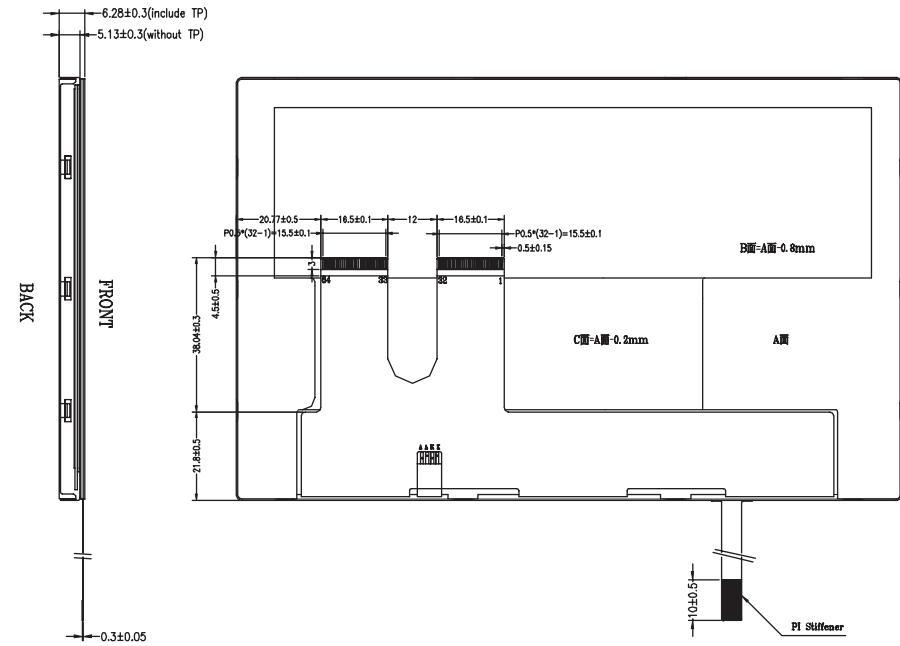 6.28±0.3(include TP)
5.13±0.3(without TP)
20.77±0.5
16.5±0.1
12
16.5±0.1
P0.5*(32-1)=15.5±0.1
P0.5*(32-1)=15.5±0.1
0.5±0.15
B面=A面-0.8mm
3
4.5±0.5
64
33
32
1
38.04±0.3
FRONT
BACK
C面=A面-0.2mm
A面
21.8±0.5
A A K K
10±0.5
PI Stiffener
0.3±0.05